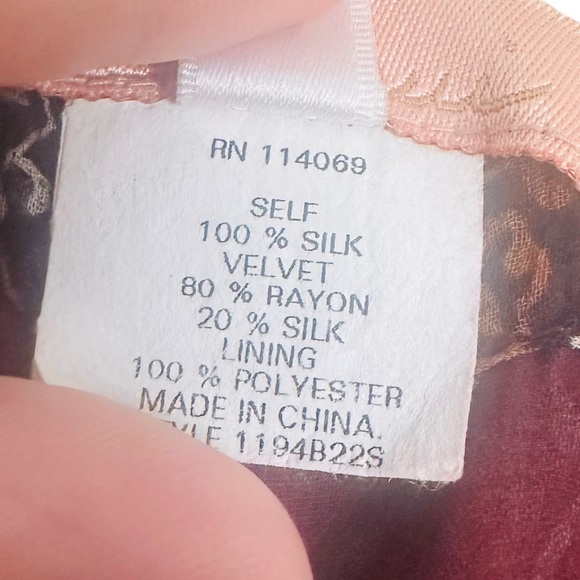 RN 114069
SELF
100 % SILK
VELVET
80 % RAYON
20 % SILK
LINING
100 % POLYESTER
MADE IN CHINA.
1194B22S